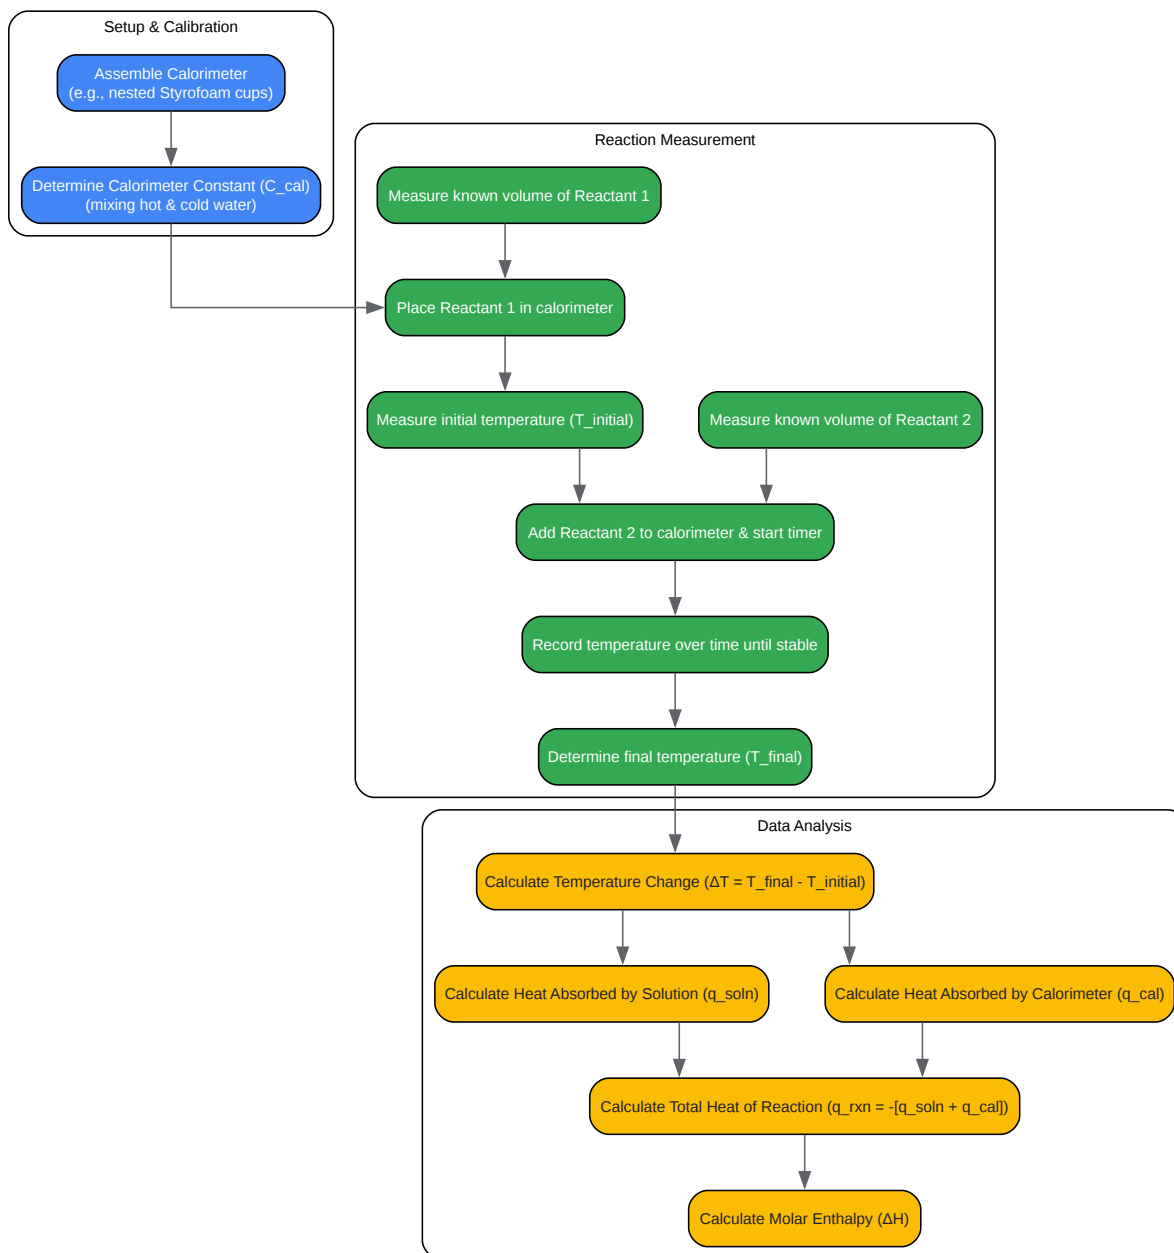 Setup & Calibration
Assemble Calorimeter
(e.g., nested Styrofoam cups)
Determine Calorimeter Constant (C_cal)
(mixing hot & cold water)
Reaction Measurement
Measure known volume of Reactant 1
Place Reactant 1 in calorimeter
Measure initial temperature (T_initial)
Measure known volume of Reactant 2
Add Reactant 2 to calorimeter & start timer
Record temperature over time until stable
Determine final temperature (T_final)
Data Analysis
Calculate Temperature Change (ΔT = T_final - T_initial)
Calculate Heat Absorbed by Solution (q_soln)
Calculate Heat Absorbed by Calorimeter (q_cal)
Calculate Total Heat of Reaction (q_rxn = -[q_soln + q_cal])
Calculate Molar Enthalpy (ΔH)